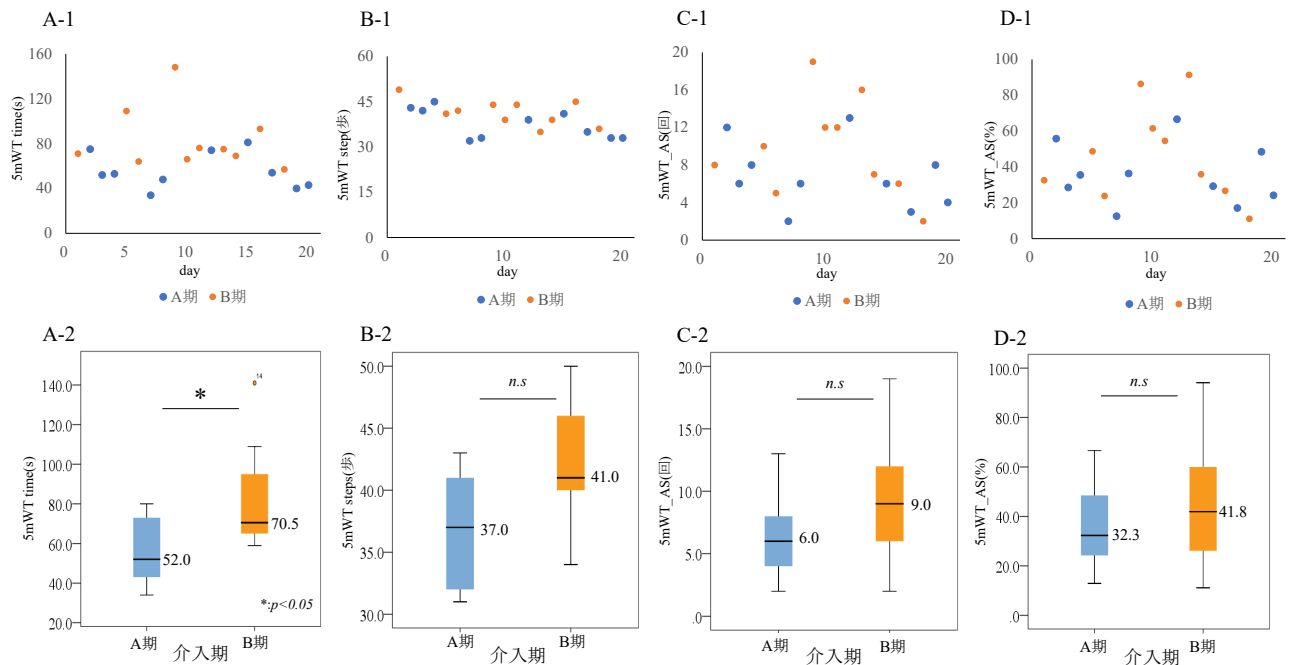 A-1
160
120
80
40
0
5mWT time(s)
0
5
10
15
20
day
A期
B期
B-1
60
45
30
15
0
5mWT step(歩)
0
10
20
day
A期
B期
C-1
20
16
12
8
4
0
5mWT_AS(回)
0
10
20
day
A期
B期
D-1
100
80
60
40
20
0
5mWT_AS(%)
0
10
20
day
A期
B期
A-2
140.0
120.0
100.0
80.0
60.0
40.0
20.0
5mWT time(s)
14
*
52.0
70.5
*:p<0.05
A期
B期
介入期
B-2
50.0
45.0
40.0
35.0
30.0
5mWT steps(歩)
n.s
37.0
41.0
A期
B期
介入期
C-2
20.0
15.0
10.0
5.0
.0
5mWT_AS(回)
n.s
6.0
9.0
A期
B期
介入期
D-2
100.0
80.0
60.0
40.0
20.0
.0
5mWT_AS(%)
n.s
32.3
41.8
A期
B期
介入期